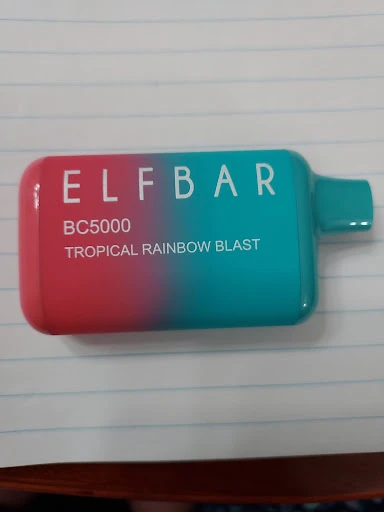 ELFBAR
BC5000
TROPICAL RAINBOW BLAST